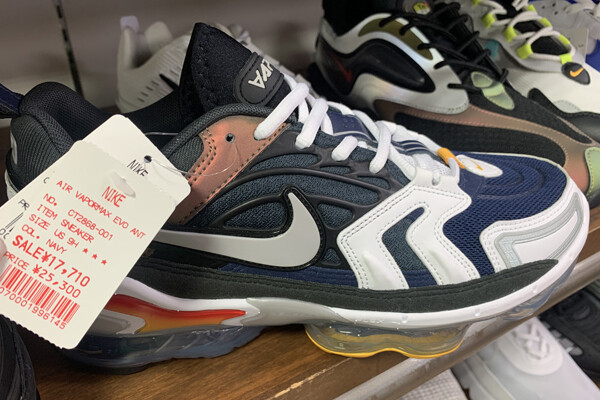 NIKE
NIKE
AIR VAPORMAX EVO ANT
NO. CT2868-001
ITEM SNEAKER
SIZE US 9H ***
COL. NAVY
SALE¥17,710
PRICE ¥25,300